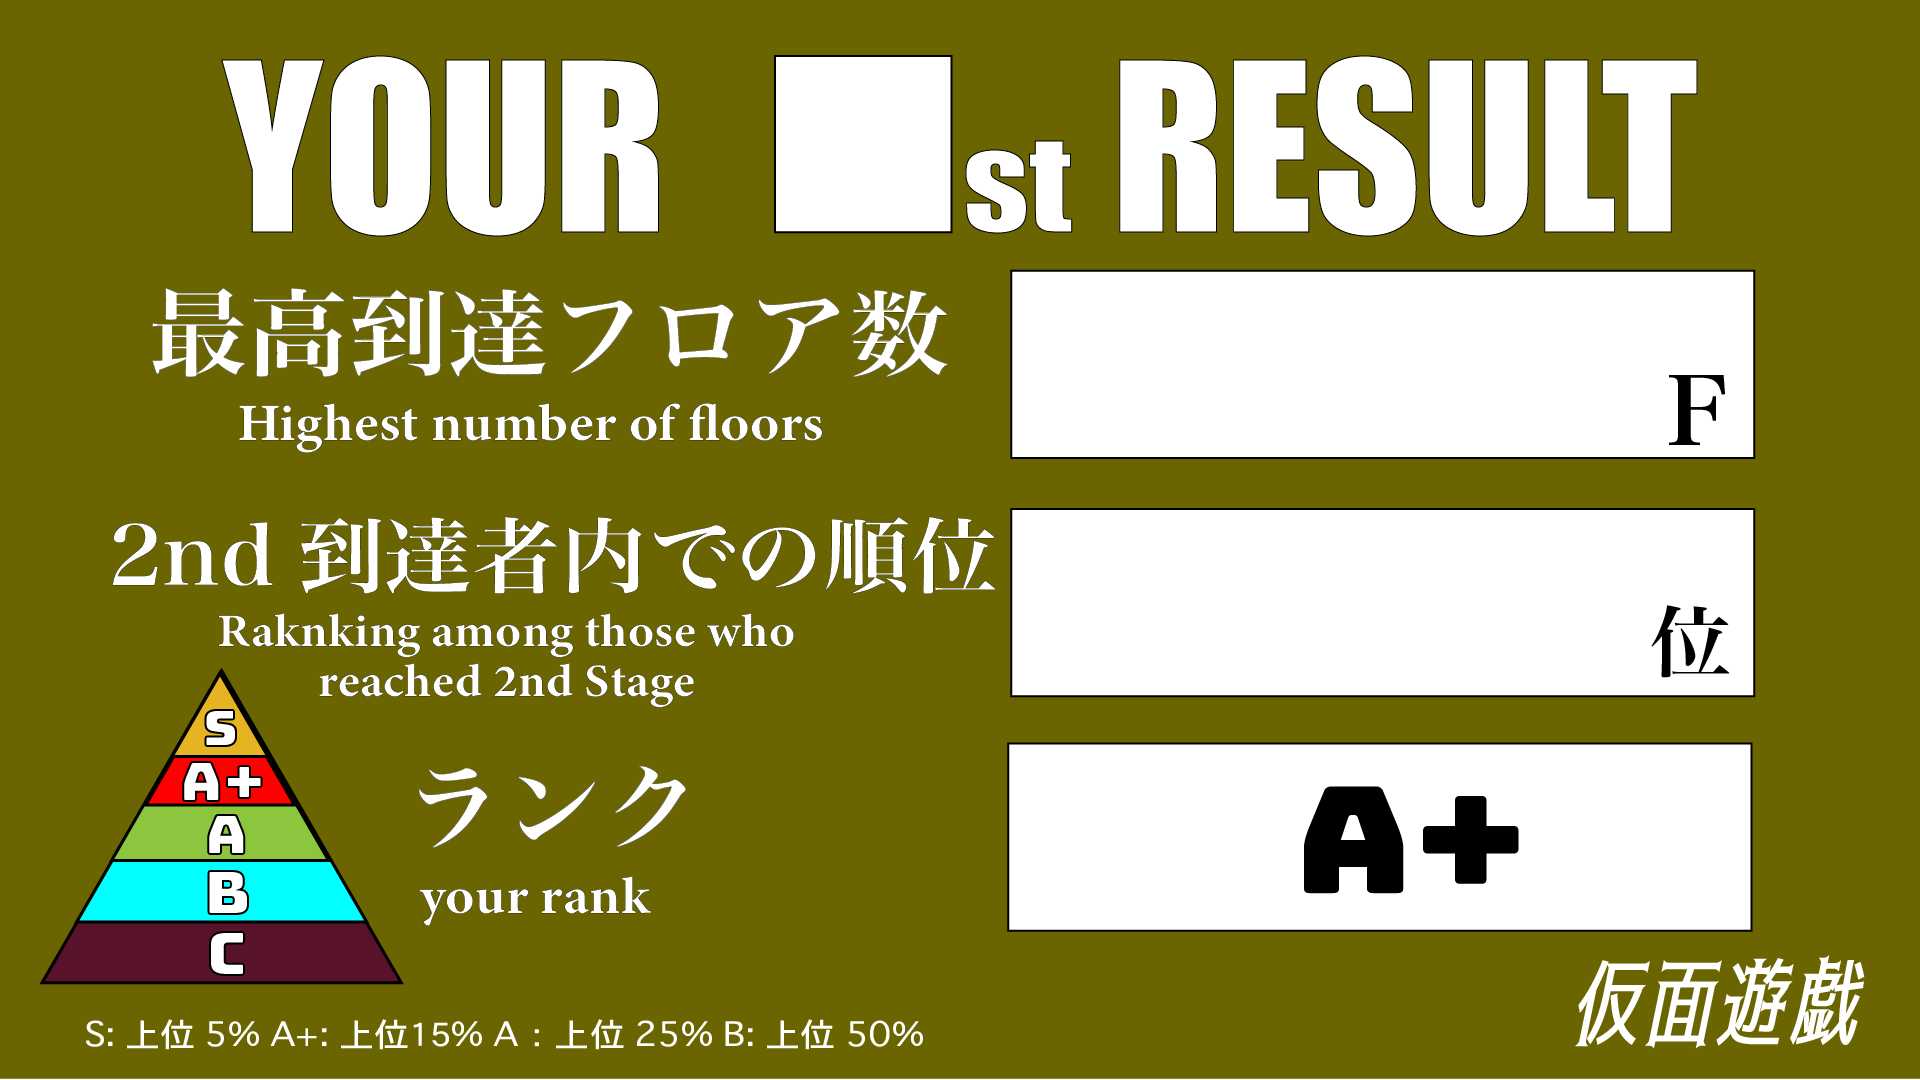 YOUR st RESULT
最高到達フロア数
Highest number of floors
F
2nd 到達者内での順位
Raknking among those who
reached 2nd Stage
位
S
A+
A
B
C
ランク
your rank
A+
S: 上位 5% A+: 上位15% A : 上位 25% B: 上位 50%
仮面遊戯